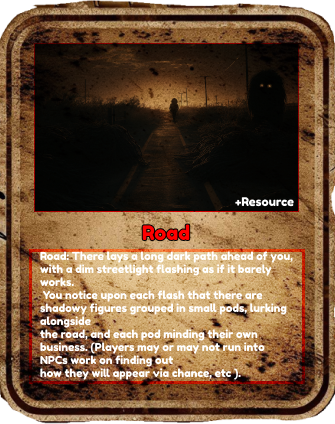 +Resource
Road
Road: There lays a long dark path ahead of you,
with a dim streetlight flashing as if it barely
works.
You notice upon each flash that there are
shadowy figures grouped in small pods, lurking
alongside
the road, and each pod minding their own
business. (Players may or may not run into
NPCs work on finding out
how they will appear via chance, etc ).